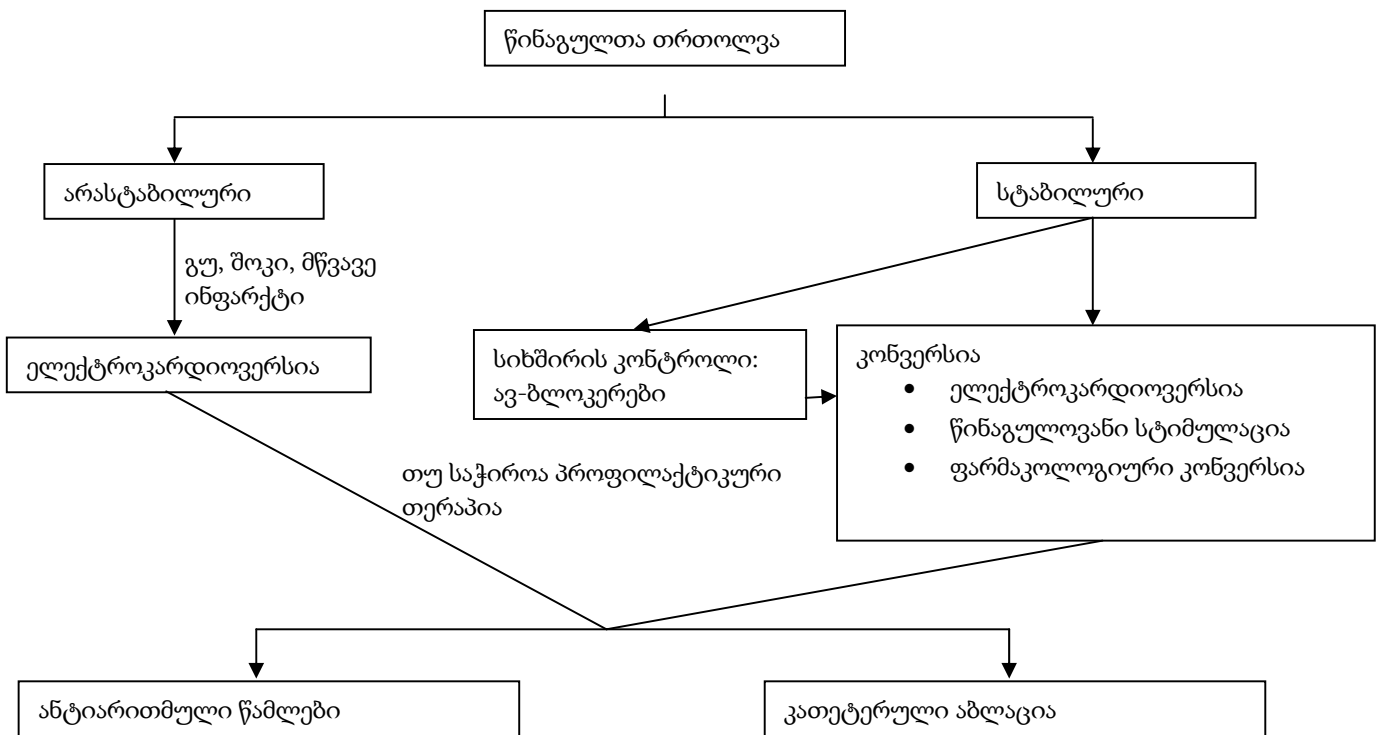 წინაგულთა თრთოლვა
არასტაბილური
სტაბილური
გუ, შოკი, მწვავე
ინფარქტი
ელექტროკარდიოვერსია
სიხშირის კონტროლი:
ავ-ბლოკერები
კონვერსია
• ელექტროკარდიოვერსია
• წინაგულოვანი სტიმულაცია
• ფარმაკოლოგიური კონვერსია
თუ საჭიროა პროფილაქტიკური
თერაპია
ანტიარითმული წამლები
კათეტერული აბლაცია